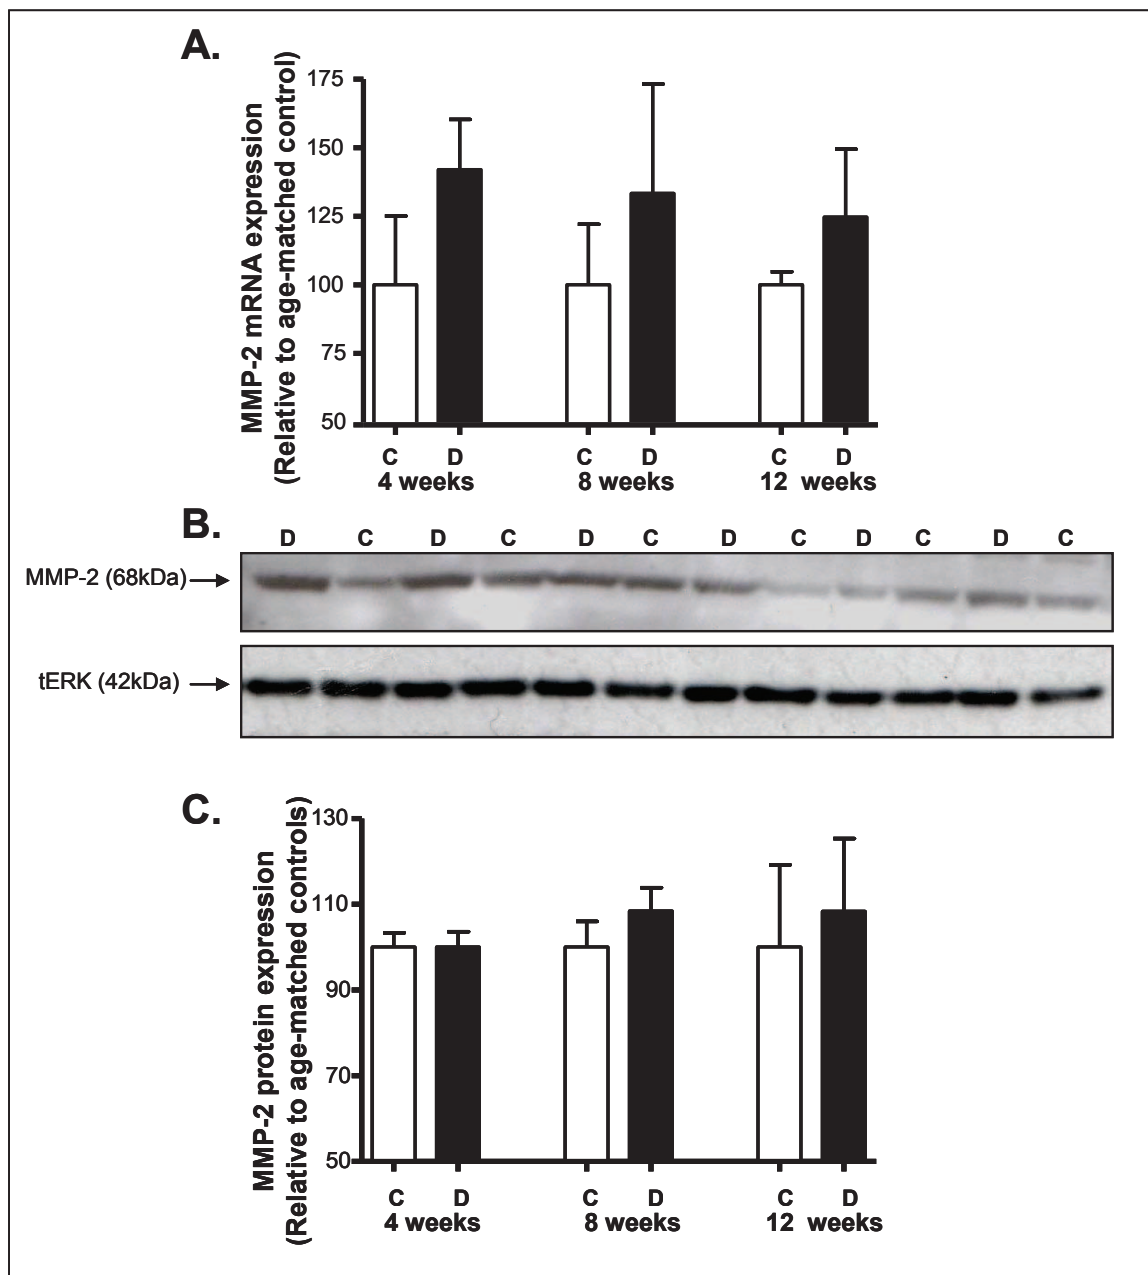 A.
MMP-2 mRNA expression
(Relative to age-matched control)
175
150
125
100
75
50
C D C D C D
4 weeks 8 weeks 12 weeks
B.
D C D C D C D C D C D C
MMP-2 (68kDa)
tERK (42kDa)
C.
MMP-2 protein expression
(Relative to age-matched controls)
130
110
90
70
50
C D C D C D
4 weeks 8 weeks 12 weeks